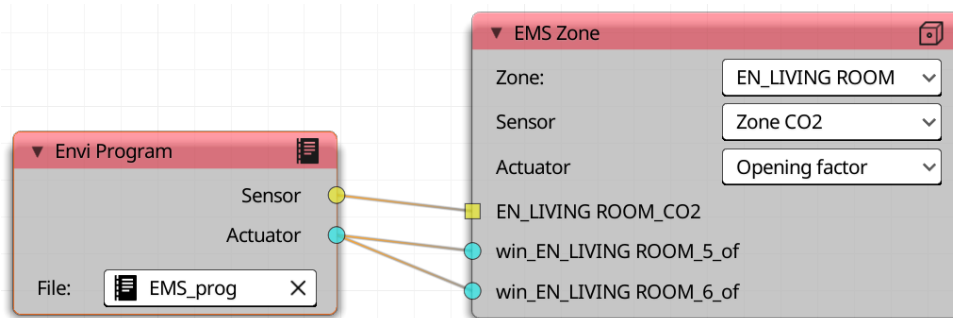 EMS Zone
Zone: EN_LIVING ROOM
Sensor Zone CO2
Actuator Opening factor
EN_LIVING ROOM_CO2
win_EN_LIVING ROOM_5_of
win_EN_LIVING ROOM_6_of
Envi Program
Sensor
Actuator
File: EMS_prog